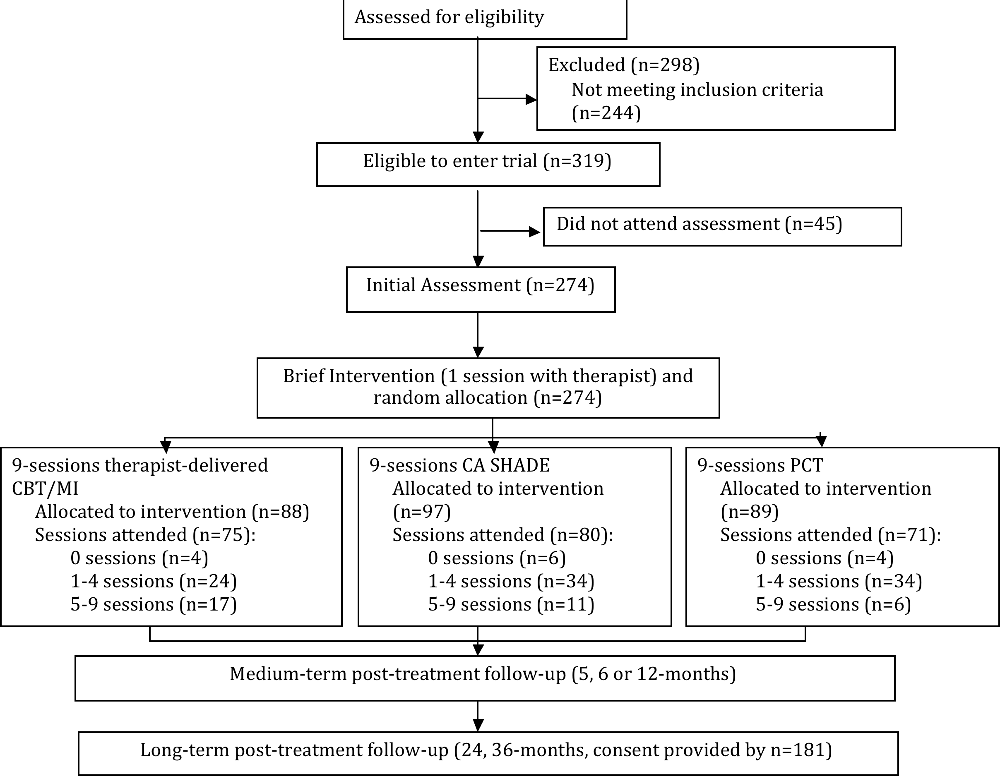 Assessed for eligibility
Excluded (n=298)
Not meeting inclusion criteria
(n=244)
Eligible to enter trial (n=319)
Did not attend assessment (n=45)
Initial Assessment (n=274)
Brief Intervention (1 session with therapist) and
random allocation (n=274)
9-sessions therapist-delivered
CBT/MI
Allocated to intervention (n=88)
Sessions attended (n=75):
0 sessions (n=4)
1-4 sessions (n=24)
5-9 sessions (n=17)
9-sessions CA SHADE
Allocated to intervention
(n=97)
Sessions attended (n=80):
0 sessions (n=6)
1-4 sessions (n=34)
5-9 sessions (n=11)
9-sessions PCT
Allocated to intervention
(n=89)
Sessions attended (n=71):
0 sessions (n=4)
1-4 sessions (n=34)
5-9 sessions (n=6)
Medium-term post-treatment follow-up (5, 6 or 12-months)
Long-term post-treatment follow-up (24, 36-months, consent provided by n=181)